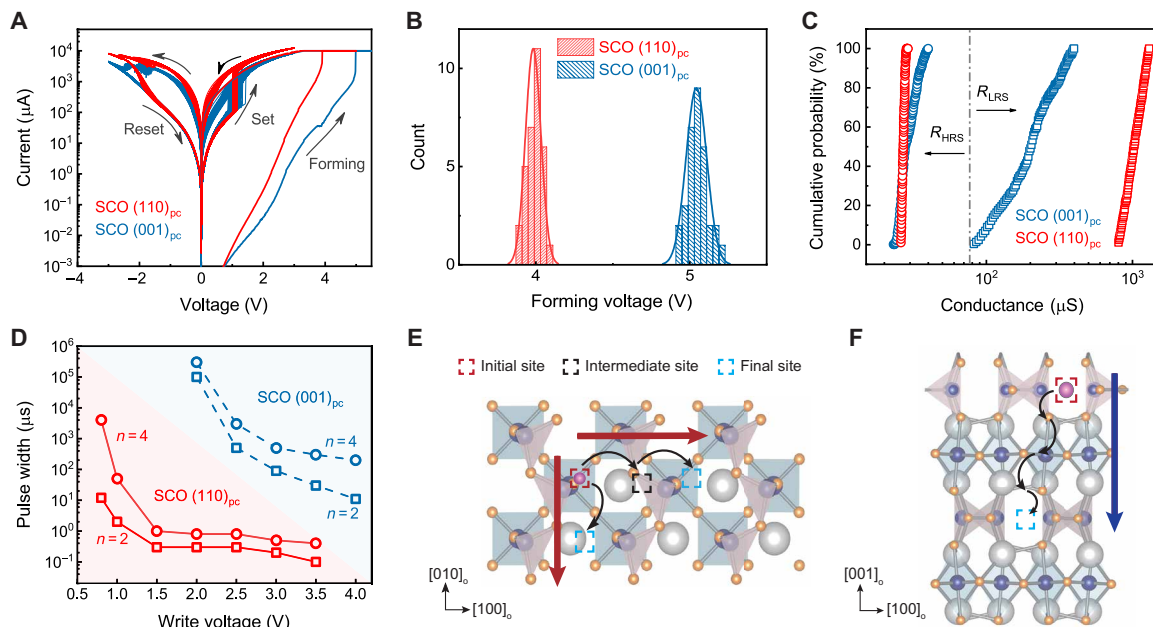 A
Current (µA)
10⁵
10⁴
10³
10²
10¹
10⁰
10⁻¹
10⁻²
10⁻³
Reset
Set
Forming
SCO (110)pc
SCO (001)pc
−4
−2
0
2
4
Voltage (V)
B
Count
10
5
0
SCO (110)pc
SCO (001)pc
4
5
Forming voltage (V)
C
Cumulative probability (%)
100
80
60
40
20
0
RLRS
RHRS
SCO (001)pc
SCO (110)pc
10²
10³
Conductance (µS)
D
Pulse width (µs)
10⁶
10⁵
10⁴
10³
10²
10¹
10⁰
10⁻¹
SCO (001)pc
n = 4
n = 2
n = 4
SCO (110)pc
n = 2
0.5 1.0 1.5 2.0 2.5 3.0 3.5 4.0
Write voltage (V)
E
Initial site
Intermediate site
Final site
[010]o
[100]o
F
[001]o
[100]o